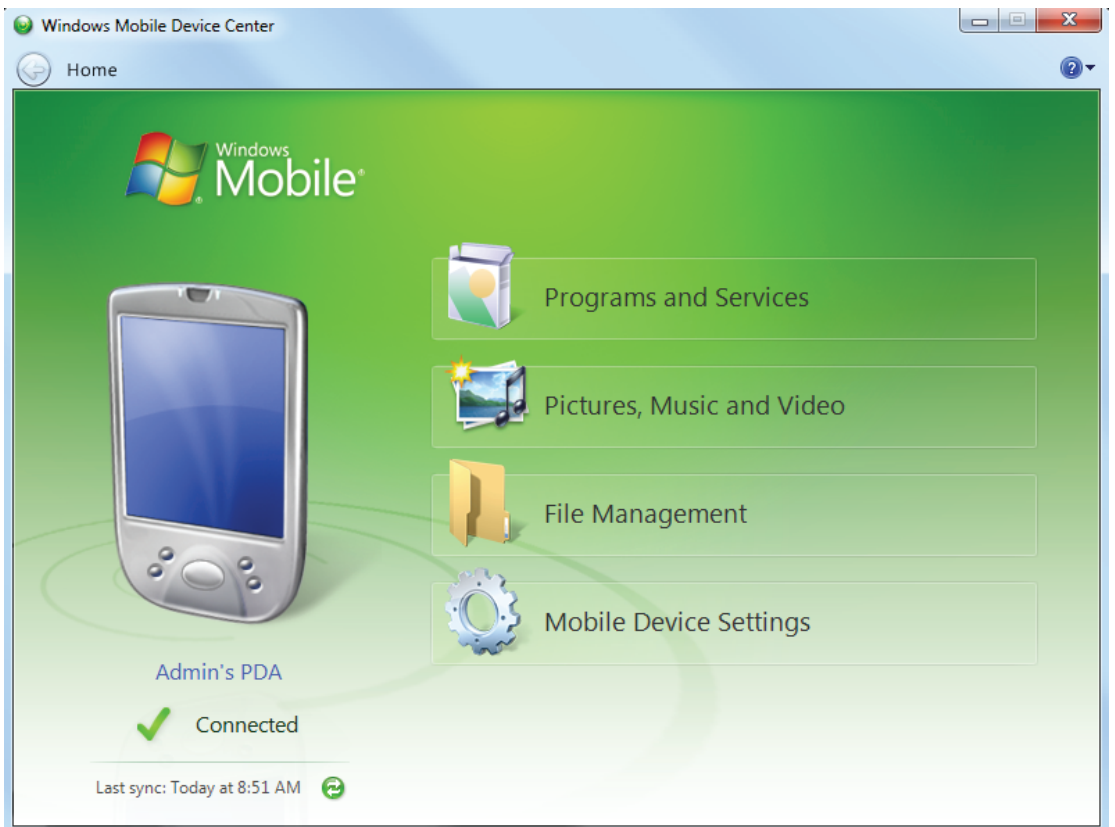 Windows Mobile Device Center
Home
Windows
Mobile
Programs and Services
Pictures, Music and Video
File Management
Mobile Device Settings
Admin's PDA
Connected
Last sync: Today at 8:51 AM